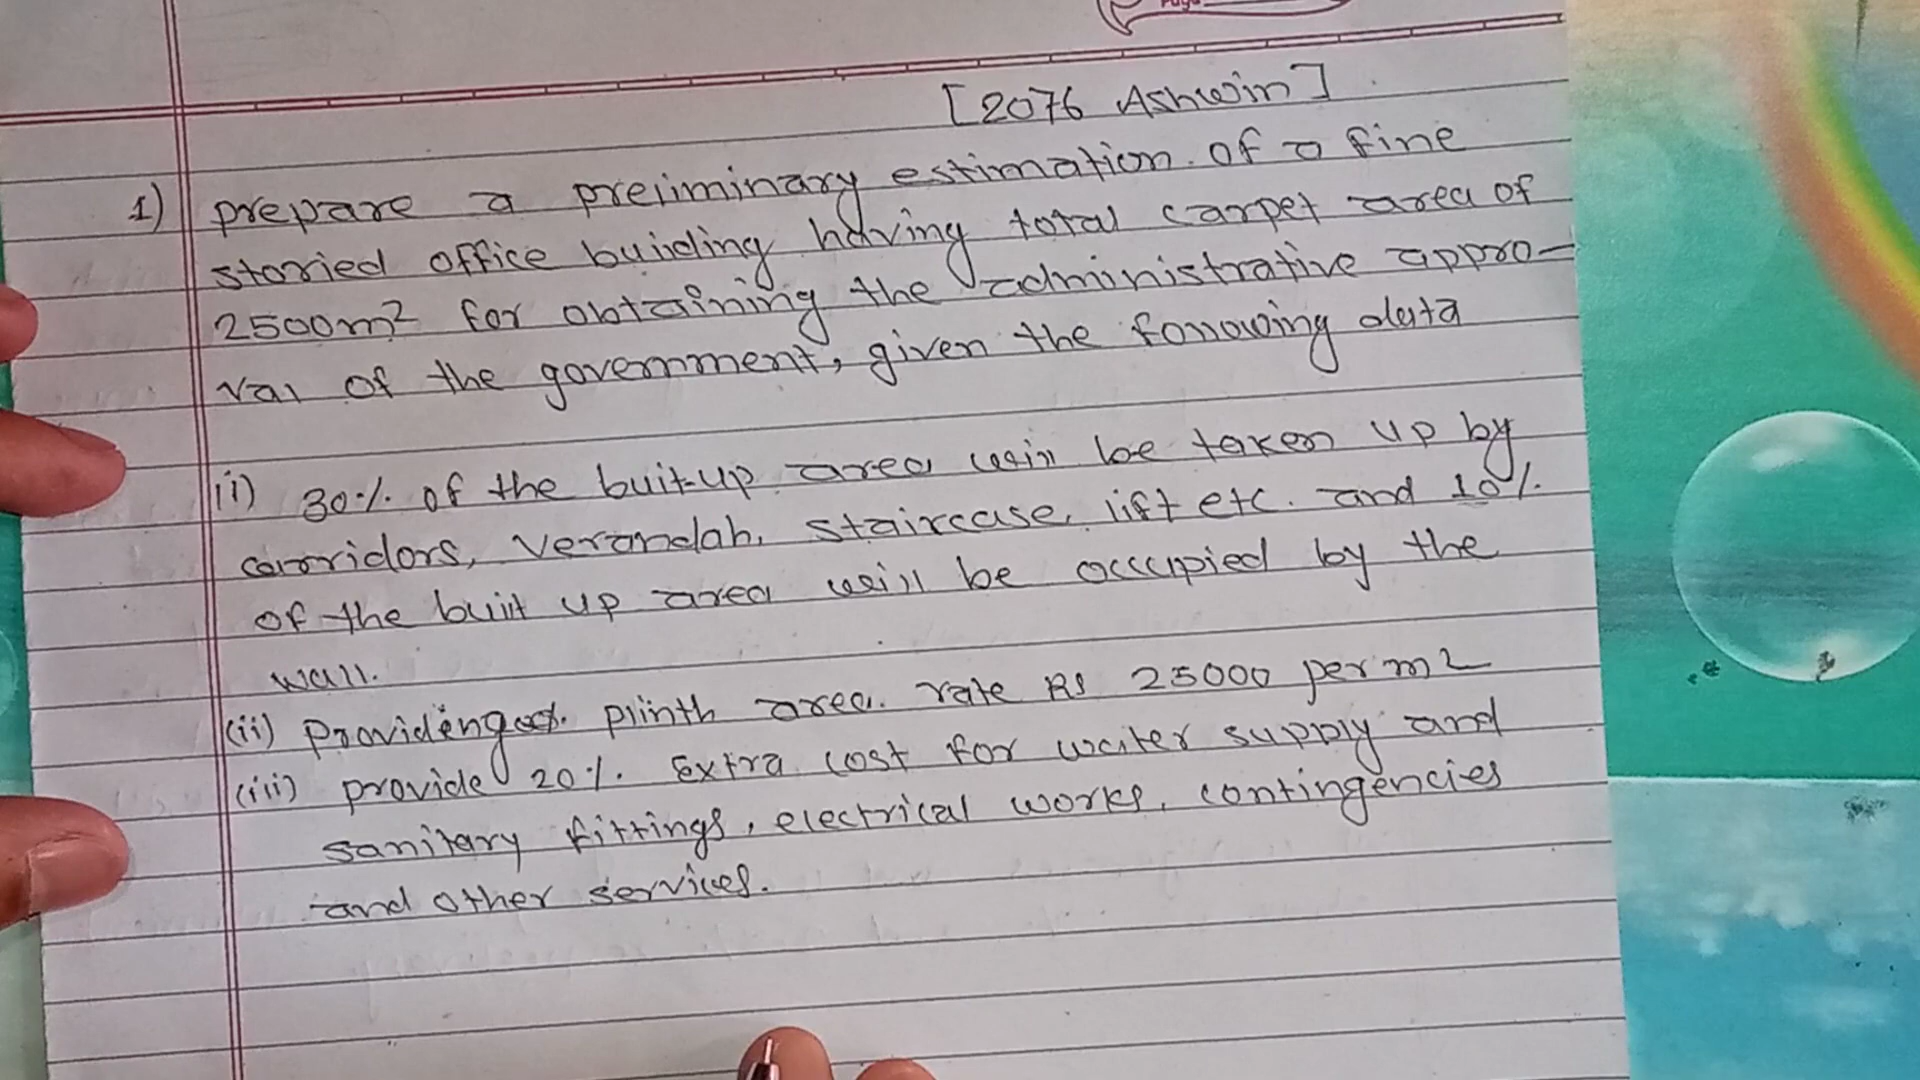 [2076 Ashwin]
1) prepare a preliminary estimation of a fine
storied office building having total carpet area of
2500m² for obtaining the administrative appro-
val of the government, given the following data
(i) 30% of the buit-up area will be taken up by
corridors, verandah, staircase, lift etc. and 10%
of the built up area will be occupied by the
wall.
(ii) Providing plinth area rate RS 25000 per m2
(iii) provide 20% Extra cost for water supply and
sanitary fittings, electrical works, contingencies
and other services.